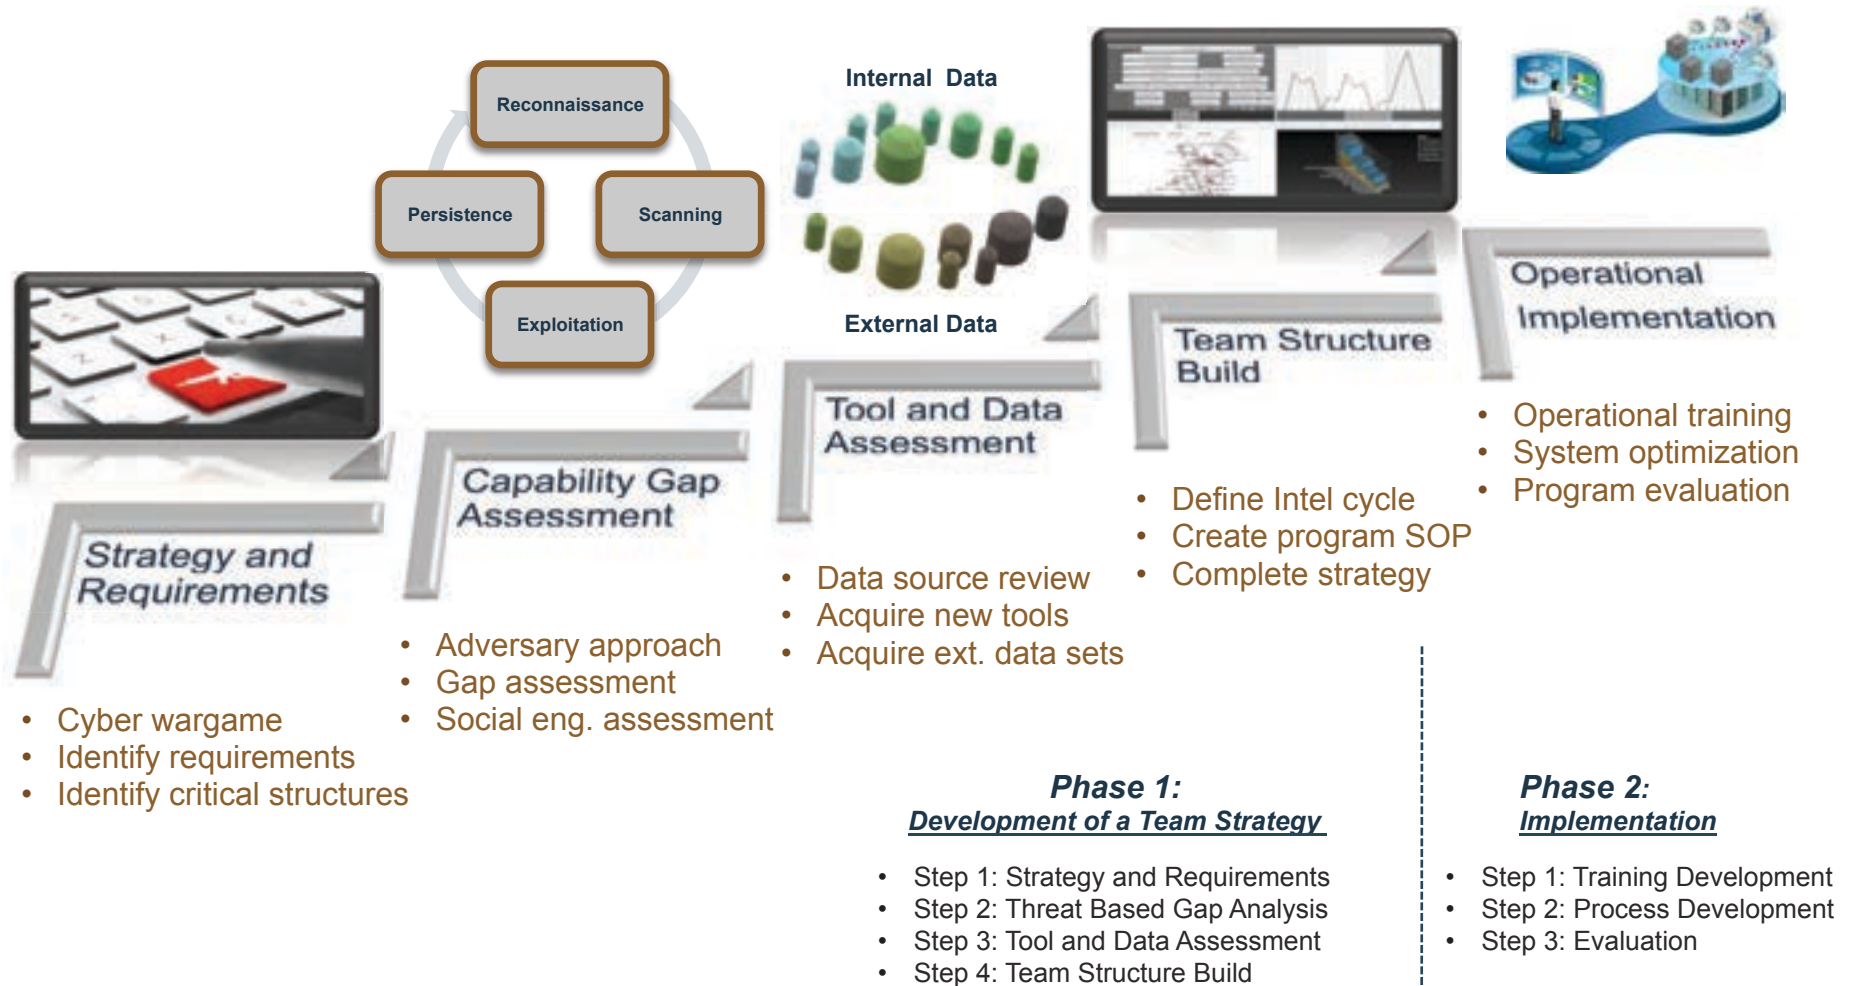 Reconnaissance
Persistence
Scanning
Exploitation
Internal  Data
External Data
Strategy and
Requirements
• Cyber wargame
• Identify requirements
• Identify critical structures
Capability Gap
Assessment
• Adversary approach
• Gap assessment
• Social eng. assessment
Tool and Data
Assessment
• Data source review
• Acquire new tools
• Acquire ext. data sets
Team Structure
Build
• Define Intel cycle
• Create program SOP
• Complete strategy
Operational
Implementation
• Operational training
• System optimization
• Program evaluation
Phase 1:
Development of a Team Strategy
• Step 1: Strategy and Requirements
• Step 2: Threat Based Gap Analysis
• Step 3: Tool and Data Assessment
• Step 4: Team Structure Build
Phase 2:
Implementation
• Step 1: Training Development
• Step 2: Process Development
• Step 3: Evaluation